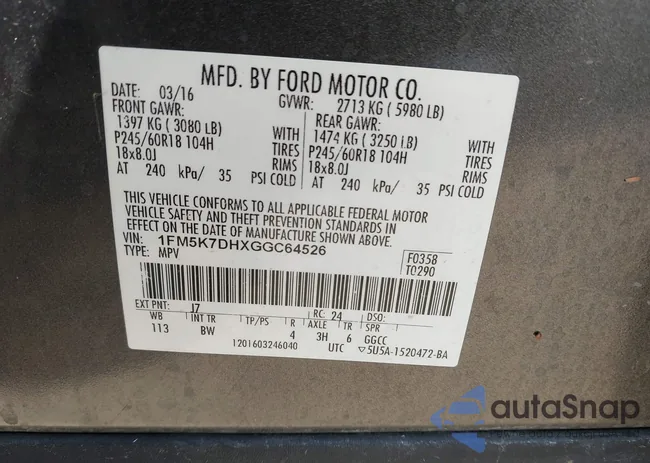 MFD. BY FORD MOTOR CO.
DATE: 03/16 GVWR: 2713 KG ( 5980 LB)
FRONT GAWR: REAR GAWR:
1397 KG ( 3080 LB) WITH 1474 KG ( 3250 LB) WITH
P245/60R18 104H TIRES P245/60R18 104H TIRES
18x8.0J RIMS 18x8.0J RIMS
AT 240 kPa/ 35 PSI COLD AT 240 kPa/ 35 PSI COLD
THIS VEHICLE CONFORMS TO ALL APPLICABLE FEDERAL MOTOR
VEHICLE SAFETY AND THEFT PREVENTION STANDARDS IN
EFFECT ON THE DATE OF MANUFACTURE SHOWN ABOVE.
VIN: 1FM5K7DHXGGC64526
TYPE: MPV
F0358
T0290
EXT PNT: J7 RC: 24 DSO:
WB INT TR TP/PS R AXLE TR SPR
113 BW 4 3H 6 GGCC
1201603246040 UTC ▽5U5A-1520472-BA
autaSnap